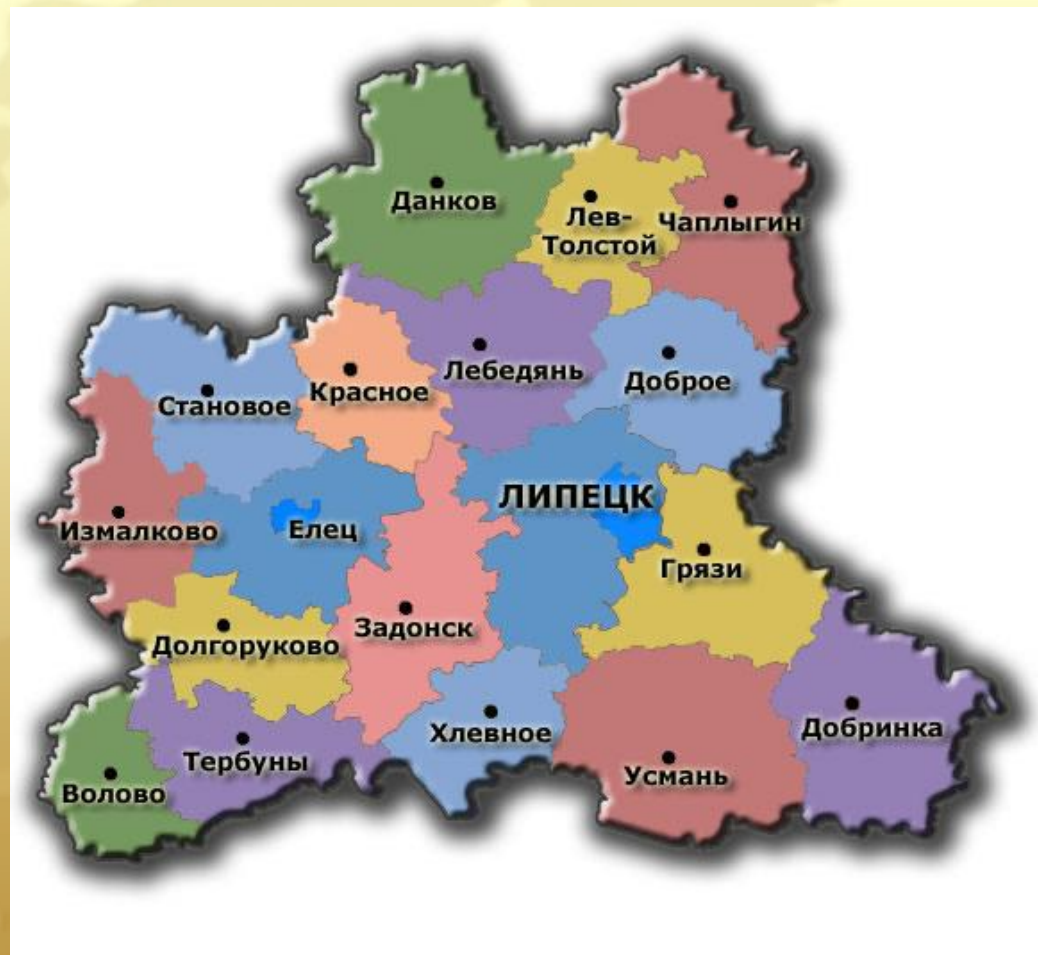 Данков
Лев-
Толстой
Чаплыгин
Лебедянь
Доброе
Красное
Становое
ЛИПЕЦК
Елец
Измалково
Грязи
Задонск
Долгоруково
Хлевное
Добринка
Тербуны
Усмань
Волово